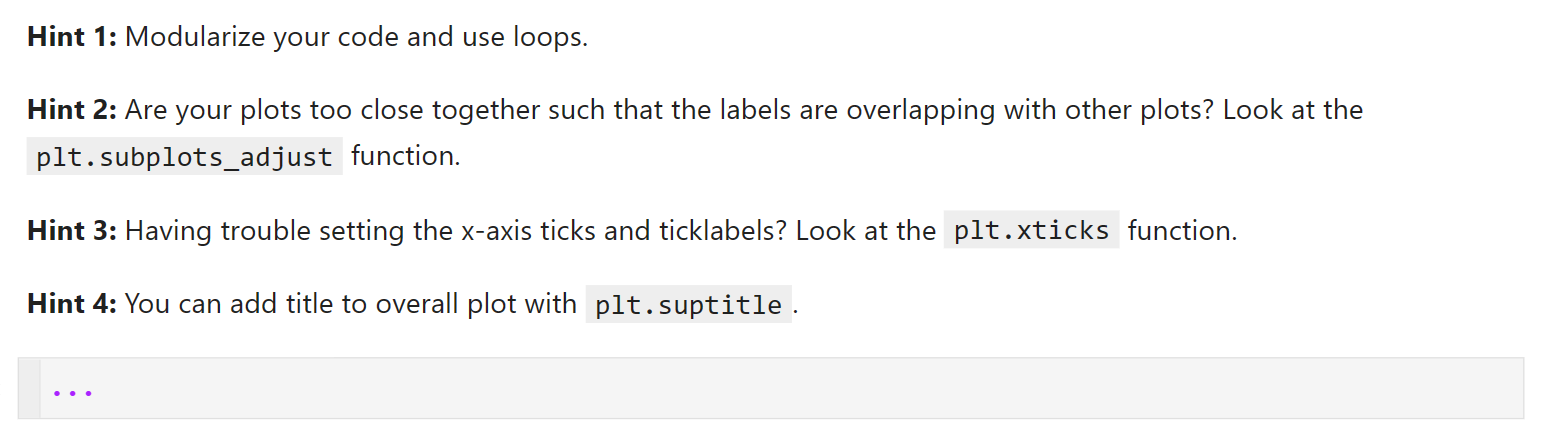 Hint 1: Modularize your code and use loops.
Hint 2: Are your plots too close together such that the labels are overlapping with other plots? Look at the
plt.subplots_adjust function.
Hint 3: Having trouble setting the x-axis ticks and ticklabels? Look at the plt.xticks function.
Hint 4: You can add title to overall plot with plt.suptitle.
...